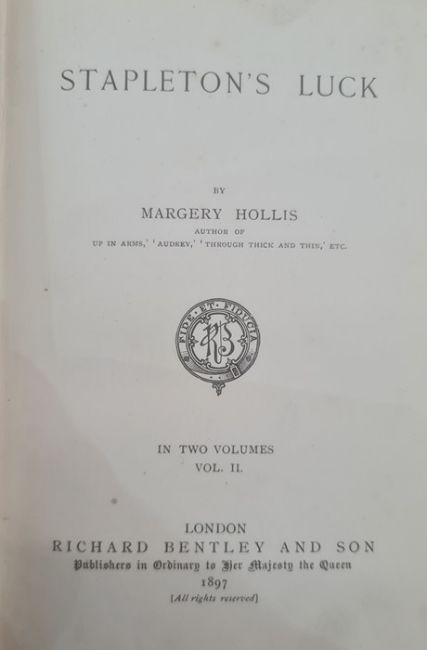 STAPLETON'S LUCK
BY
MARGERY HOLLIS
AUTHOR OF
UP IN ARMS,' 'AUDREY,' 'THROUGH THICK AND THIN,' ETC.
FIDE·ET·FIDUCIA
RB
IN TWO VOLUMES
VOL. II.
LONDON
RICHARD BENTLEY AND SON
Publishers in Ordinary to Her Majesty the Queen
1897
[All rights reserved]